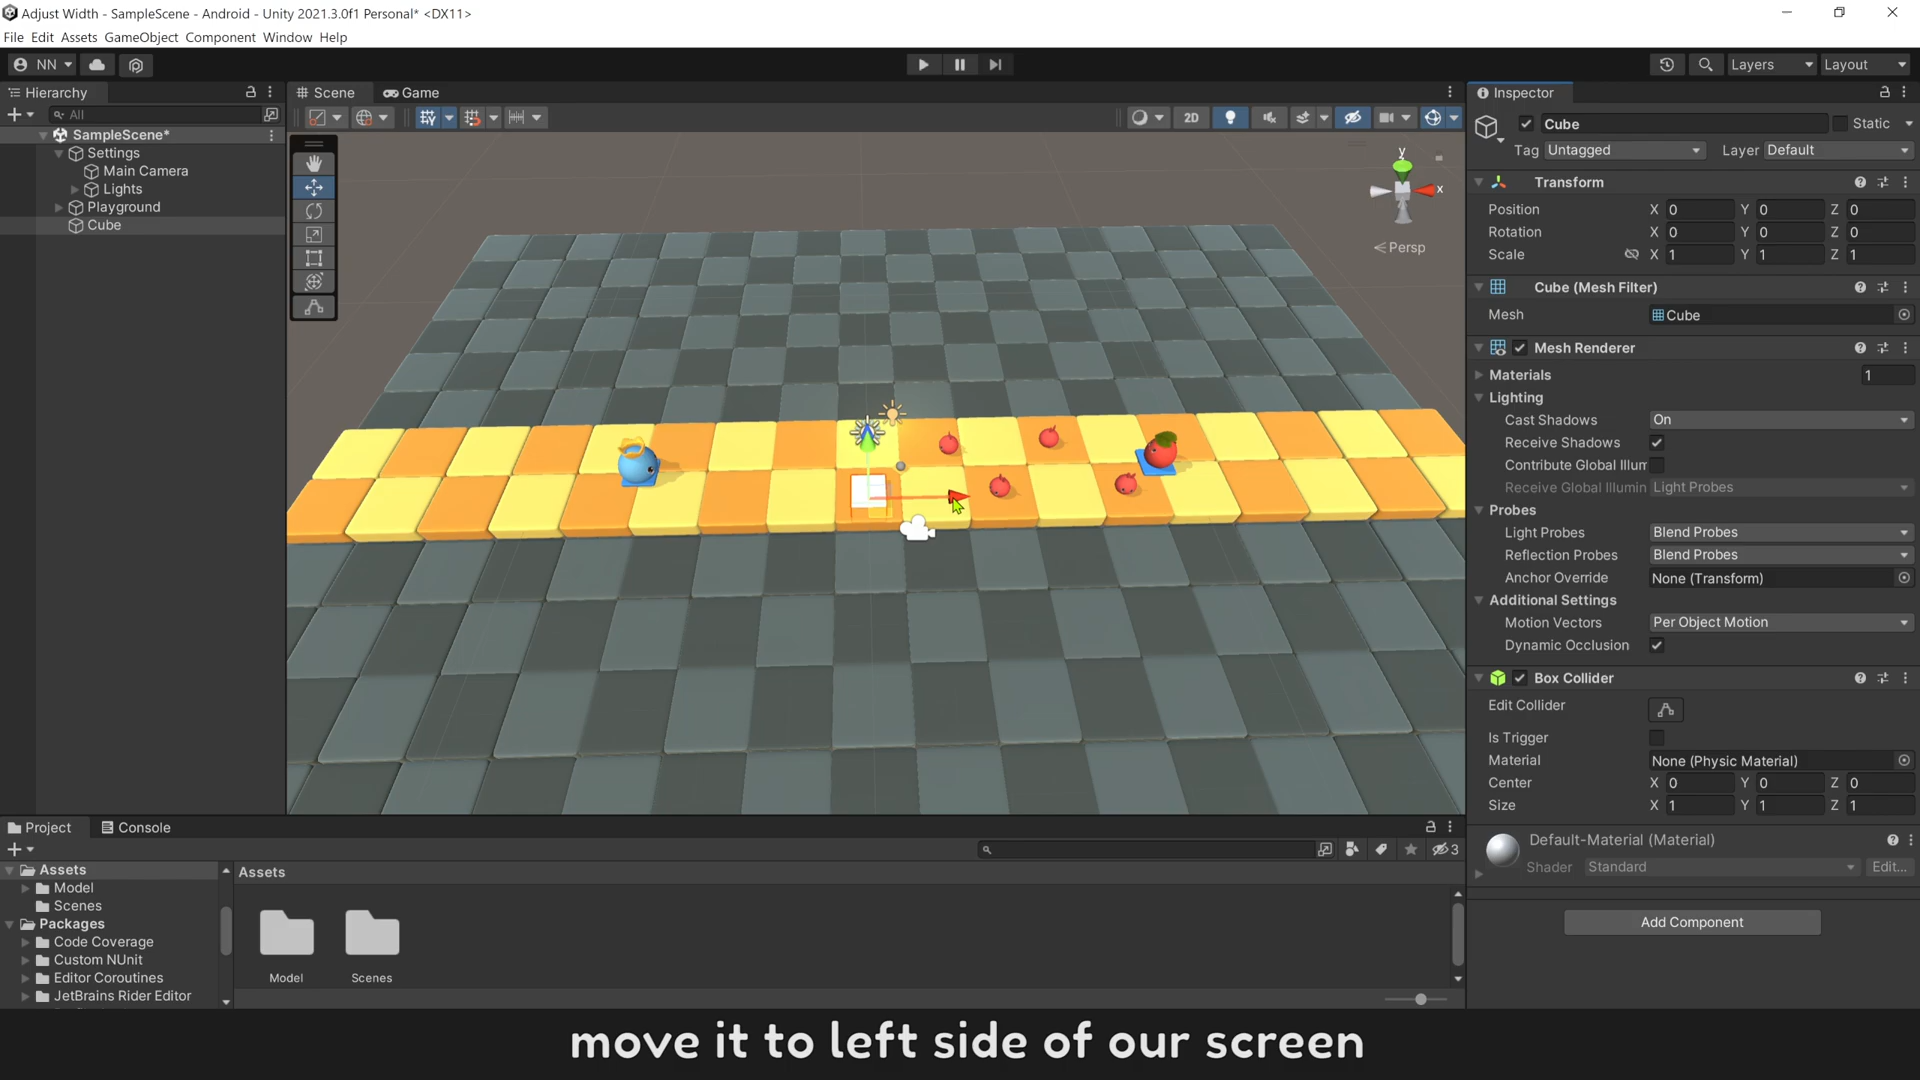 Adjust Width - SampleScene - Android - Unity 2021.3.0f1 Personal* <DX11>
File Edit Assets GameObject Component Window Help
NN
Layers
Layout
Hierarchy
All
SampleScene*
Settings
Main Camera
Lights
Playground
Cube
Scene
Game
2D
y
x
Persp
Inspector
Cube
Static
Tag Untagged
Layer Default
Transform
Position X 0 Y 0 Z 0
Rotation X 0 Y 0 Z 0
Scale X 1 Y 1 Z 1
Cube (Mesh Filter)
Mesh Cube
Mesh Renderer
Materials 1
Lighting
Cast Shadows On
Receive Shadows
Contribute Global Illum
Receive Global Illumin Light Probes
Probes
Light Probes Blend Probes
Reflection Probes Blend Probes
Anchor Override None (Transform)
Additional Settings
Motion Vectors Per Object Motion
Dynamic Occlusion
Box Collider
Edit Collider
Is Trigger
Material None (Physic Material)
Center X 0 Y 0 Z 0
Size X 1 Y 1 Z 1
Default-Material (Material)
Shader Standard Edit...
Add Component
Project
Console
3
Assets
Model
Scenes
Packages
Code Coverage
Custom NUnit
Editor Coroutines
JetBrains Rider Editor
Assets
Model
Scenes
move it to left side of our screen